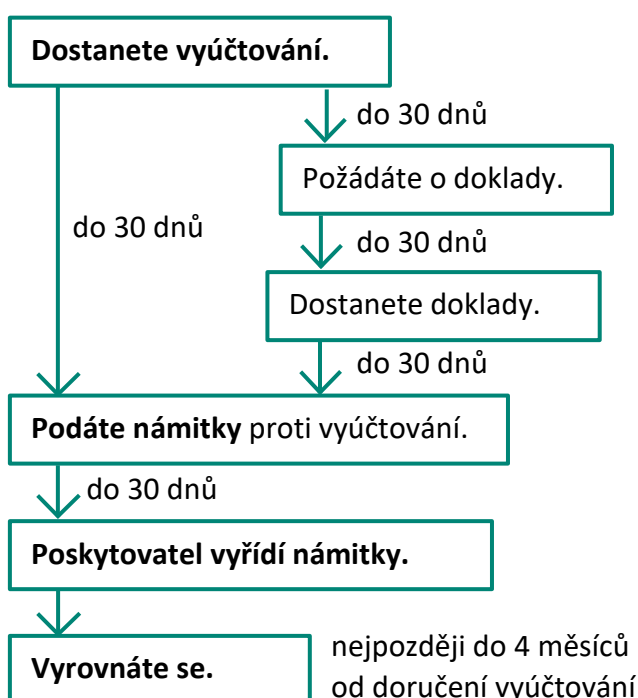 Dostanete vyúčtování.
do 30 dnů
Požádáte o doklady.
do 30 dnů
do 30 dnů
Dostanete doklady.
do 30 dnů
Podáte námitky proti vyúčtování.
do 30 dnů
Poskytovatel vyřídí námitky.
Vyrovnáte se.
nejpozději do 4 měsíců
od doručení vyúčtování